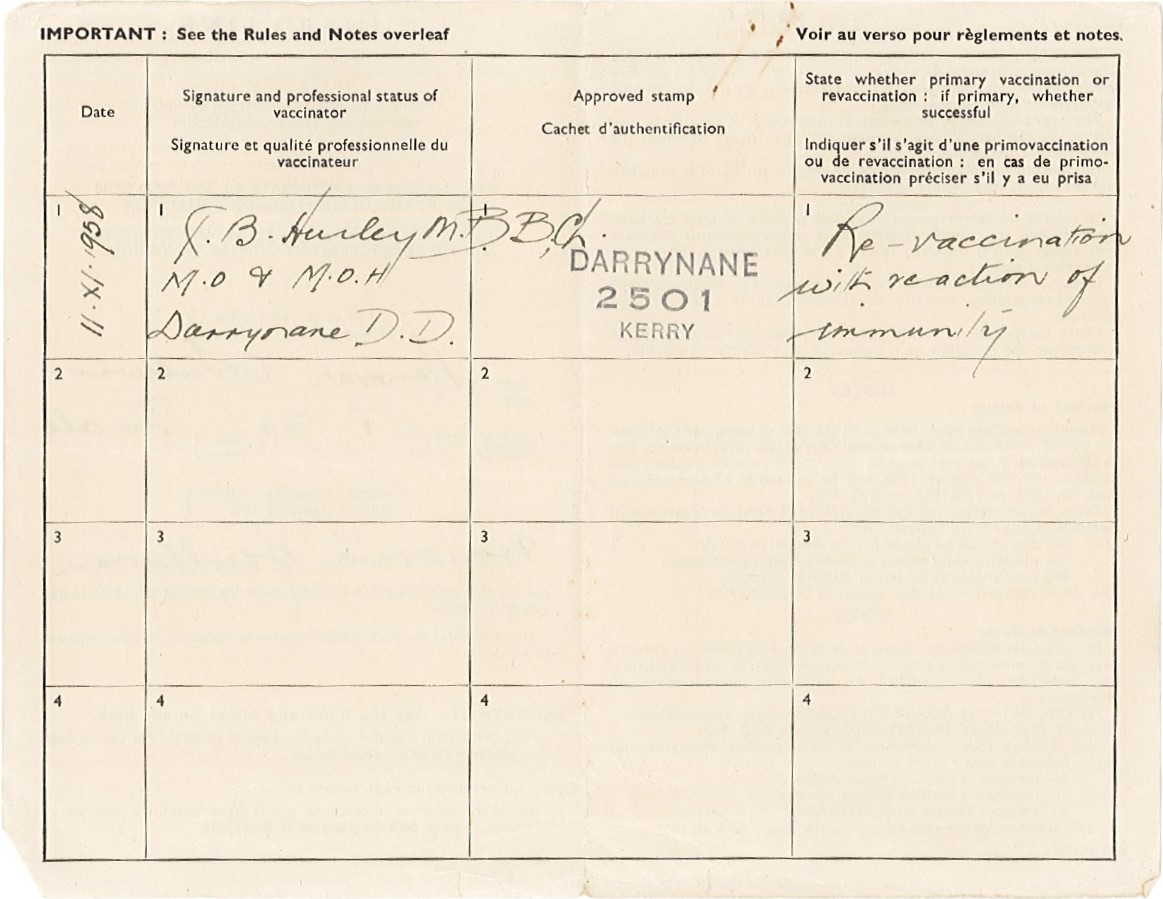 IMPORTANT : See the Rules and Notes overleaf
Voir au verso pour règlements et notes.
Date
Signature and professional status of
vaccinator
Signature et qualité professionnelle du
vaccinateur
Approved stamp
Cachet d'authentification
State whether primary vaccination or
revaccination : if primary, whether
successful
Indiquer s'il s'agit d'une primovaccination
ou de revaccination : en cas de primo-
vaccination préciser s'il y a eu prisa
1
11·XI·1958
1
B. Hurley M.B B,Ch.
M.O & M.O.H
Darrynane D.D.
1
DARRYNANE
2501
KERRY
1
Re-vaccination
with reaction of
immunity
2
2
2
2
3
3
3
3
4
4
4
4